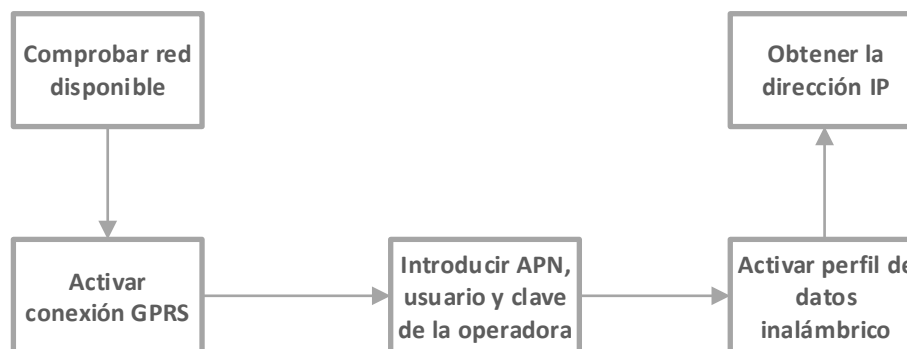 Comprobar red
disponible
Activar
conexión GPRS
Introducir APN,
usuario y clave
de la operadora
Activar perfil de
datos
inalámbrico
Obtener la
dirección IP